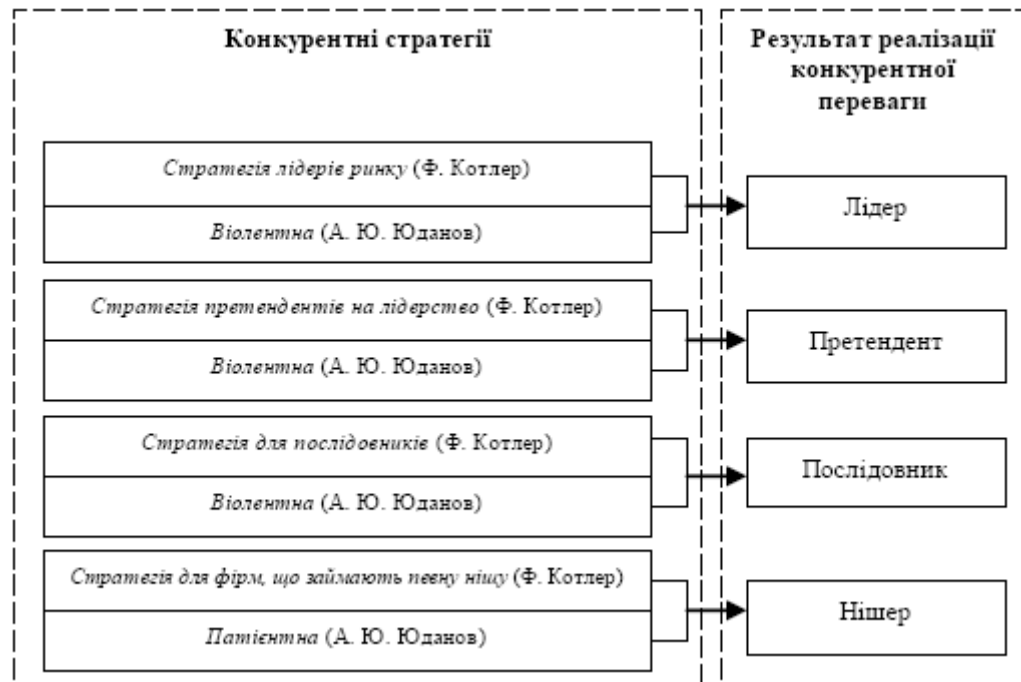 Конкурентні стратегії
Результат реалізації
конкурентної
переваги
Стратегія лідерів ринку (Ф. Котлер)
Віолентна (А. Ю. Юданов)
Лідер
Стратегія претендентів на лідерство (Ф. Котлер)
Віолентна (А. Ю. Юданов)
Претендент
Стратегія для послідовників (Ф. Котлер)
Віолентна (А. Ю. Юданов)
Послідовник
Стратегія для фірм, що займають певну нішу (Ф. Котлер)
Патієнтна (А. Ю. Юданов)
Нішер